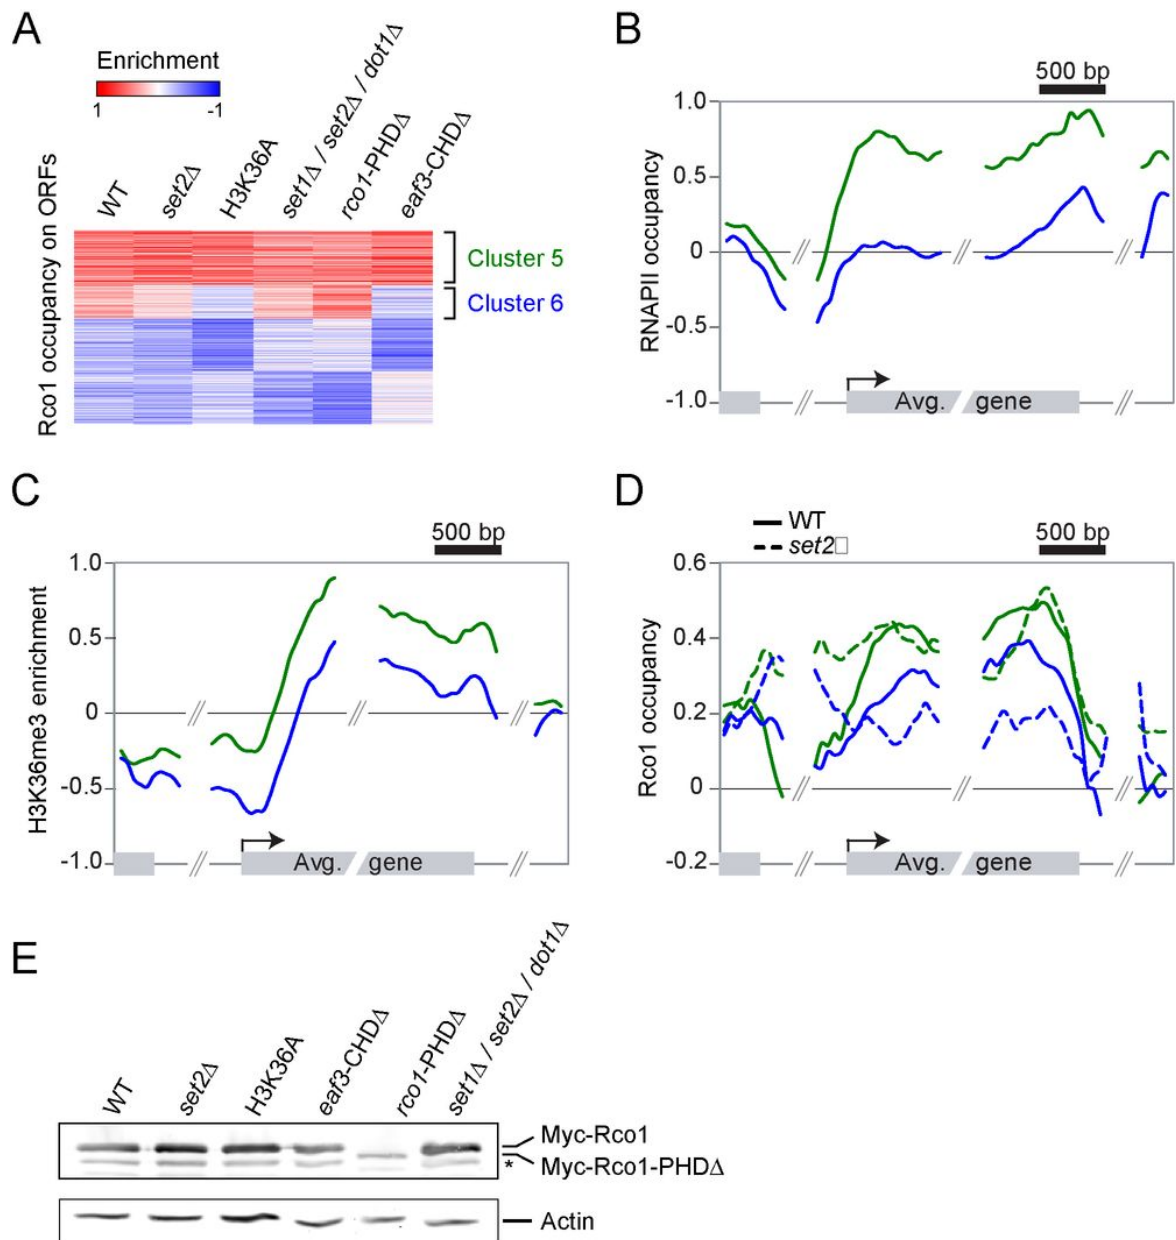 A
Enrichment
1 -1
Rco1 occupancy on ORFs
WT
set2Δ
H3K36A
set1Δ / set2Δ / dot1Δ
rco1-PHDΔ
eaf3-CHDΔ
Cluster 5
Cluster 6
B
500 bp
RNAPII occupancy
1.0
0.5
0
-0.5
-1.0
Avg. gene
C
500 bp
H3K36me3 enrichment
1.0
0.5
0
-0.5
-1.0
Avg. gene
D
WT
set2□
500 bp
Rco1 occupancy
0.6
0.4
0.2
0
-0.2
Avg. gene
E
WT
set2Δ
H3K36A
eaf3-CHDΔ
rco1-PHDΔ
set1Δ / set2Δ / dot1Δ
Myc-Rco1
* Myc-Rco1-PHDΔ
Actin